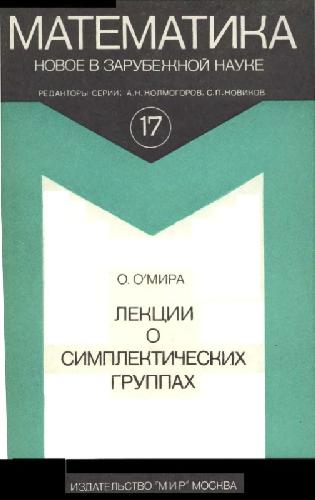 МАТЕМАТИКА
НОВОЕ В ЗАРУБЕЖНОЙ НАУКЕ
РЕДАКТОРЫ СЕРИИ: А.Н. КОЛМОГОРОВ, С.П. НОВИКОВ
17
О. О'МИРА
ЛЕКЦИИ
О
СИМПЛЕКТИЧЕСКИХ
ГРУППАХ
ИЗДАТЕЛЬСТВО "МИР" МОСКВА